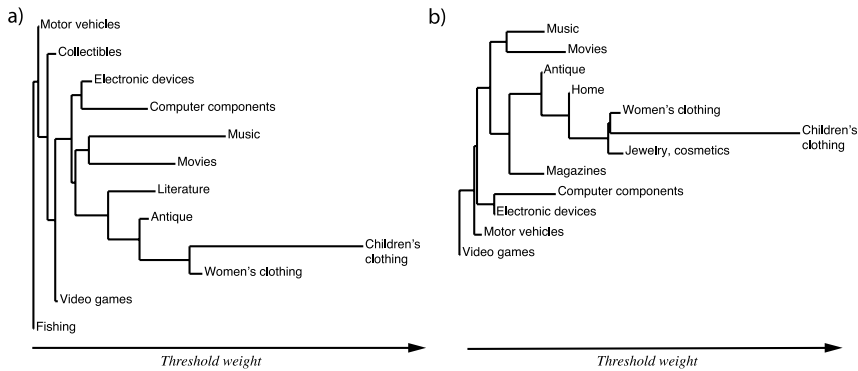 a)
Motor vehicles
Collectibles
Electronic devices
Computer components
Music
Movies
Literature
Antique
Children's
clothing
Women's clothing
Video games
Fishing
Threshold weight
b)
Music
Movies
Antique
Home
Women's clothing
Children's
clothing
Jewelry, cosmetics
Magazines
Computer components
Electronic devices
Motor vehicles
Video games
Threshold weight